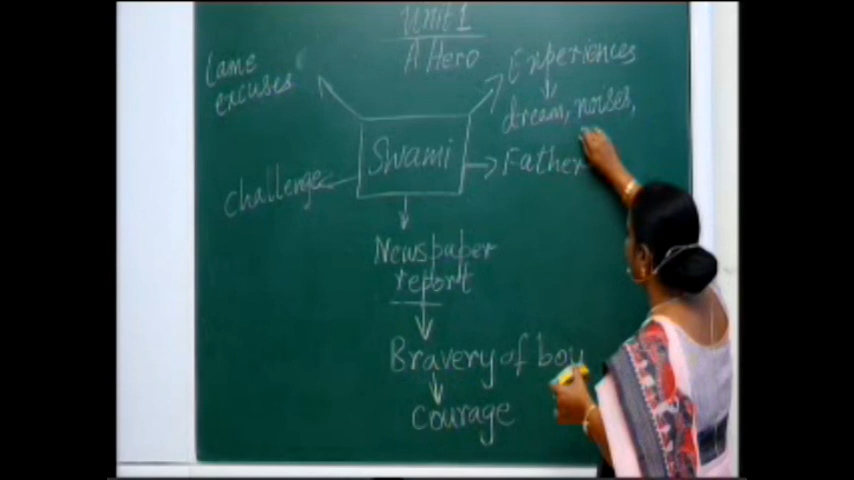 Unit 1
A Hero
Lame
excuses
Experiences
dream, noises,
Swami
Father
challenge
Newspaper
report
Bravery of boy
courage